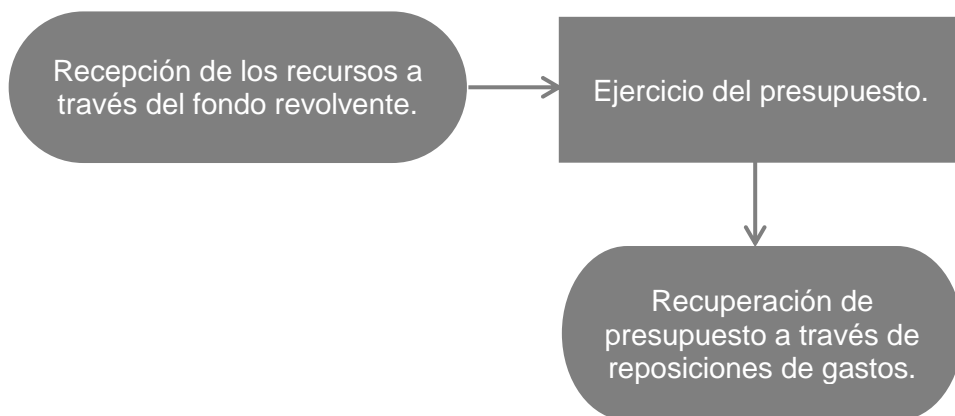 Recepción de los recursos a
través del fondo revolvente.
Ejercicio del presupuesto.
Recuperación de
presupuesto a través de
reposiciones de gastos.